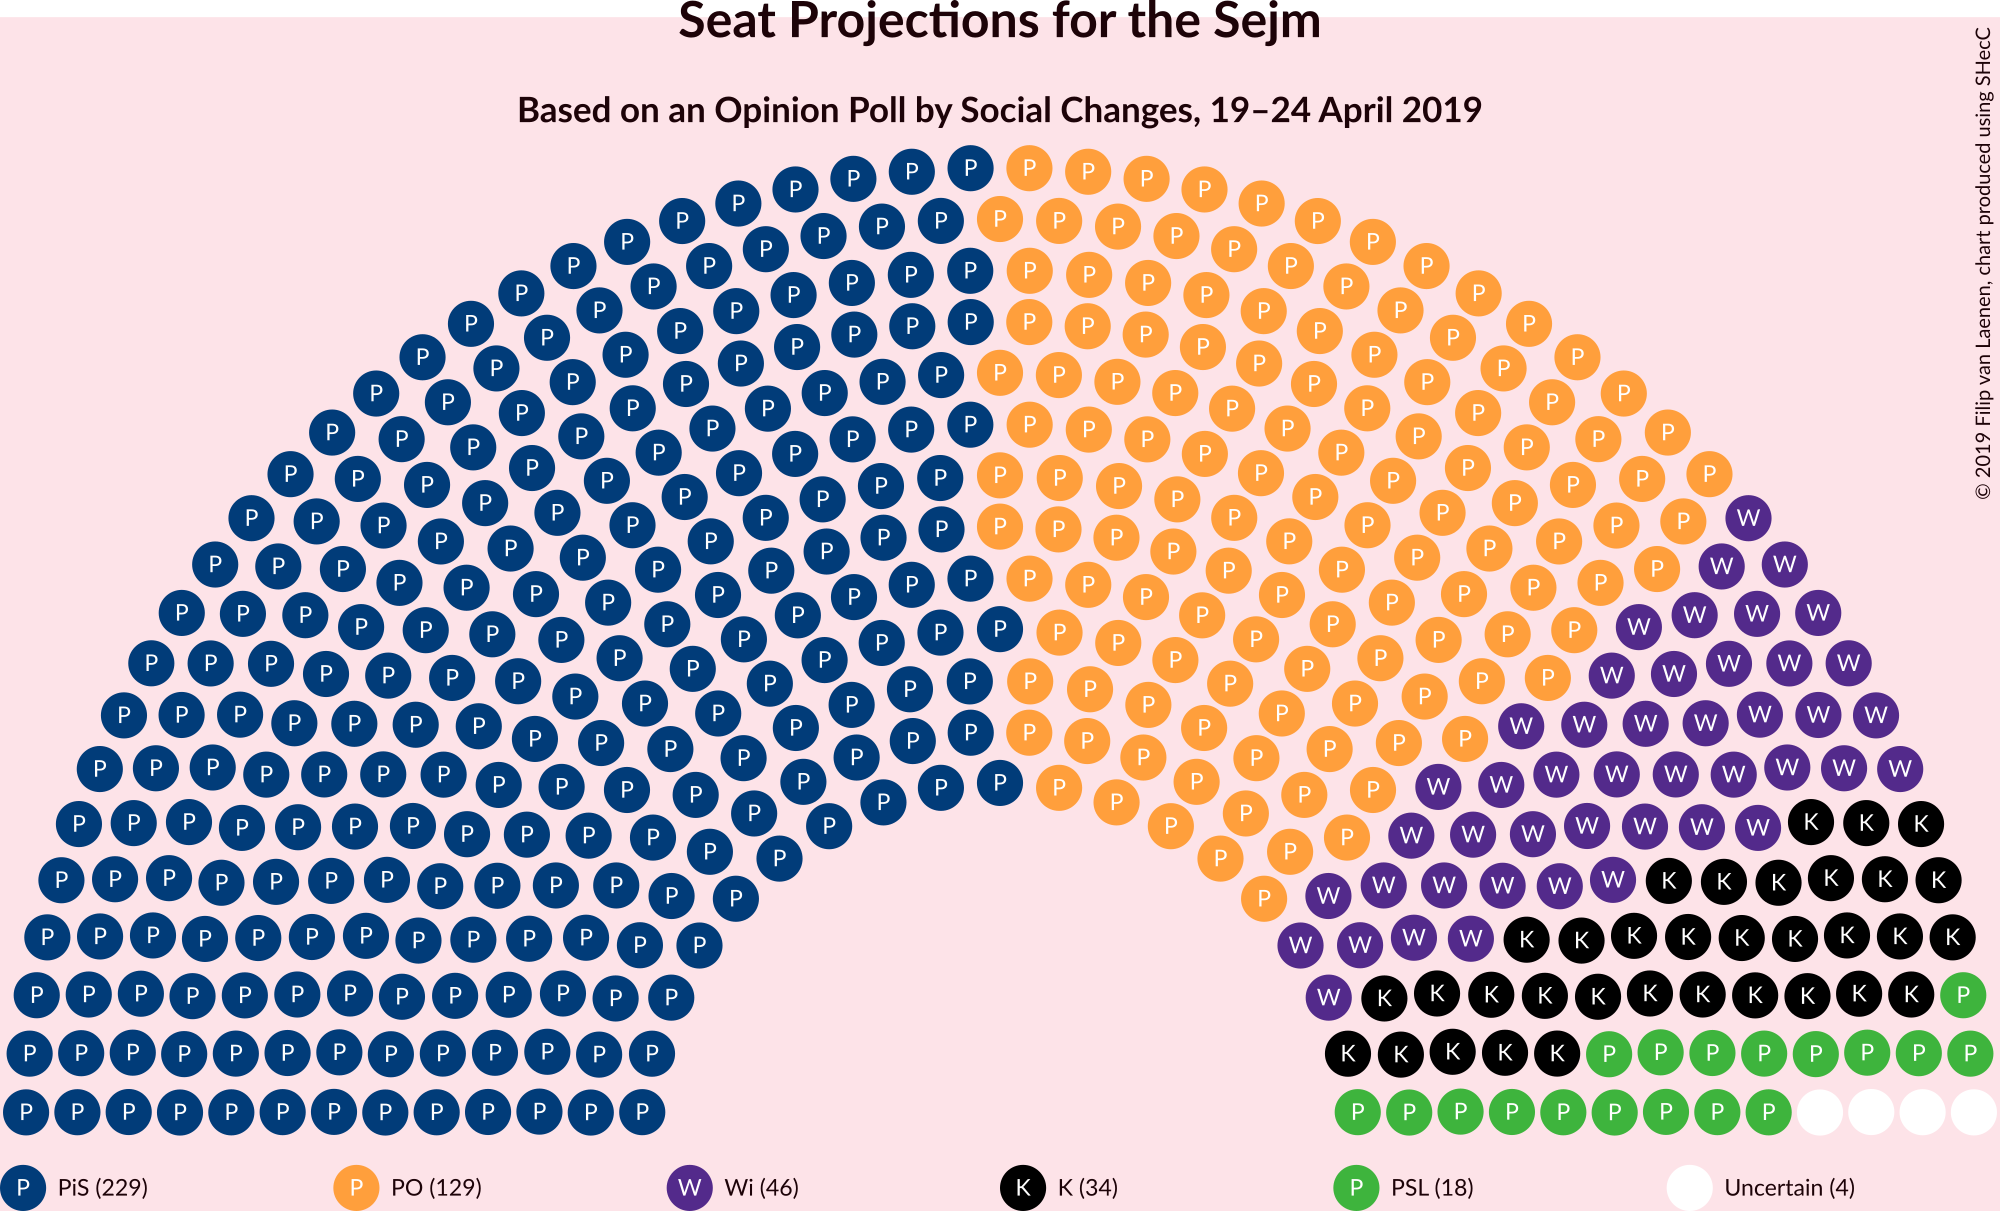 Seat Projections for the Sejm
Based on an Opinion Poll by Social Changes, 19–24 April 2019
© 2019 Filip van Laenen, chart produced using SHecC
P PiS (229)
P PO (129)
W Wi (46)
K K (34)
P PSL (18)
Uncertain (4)